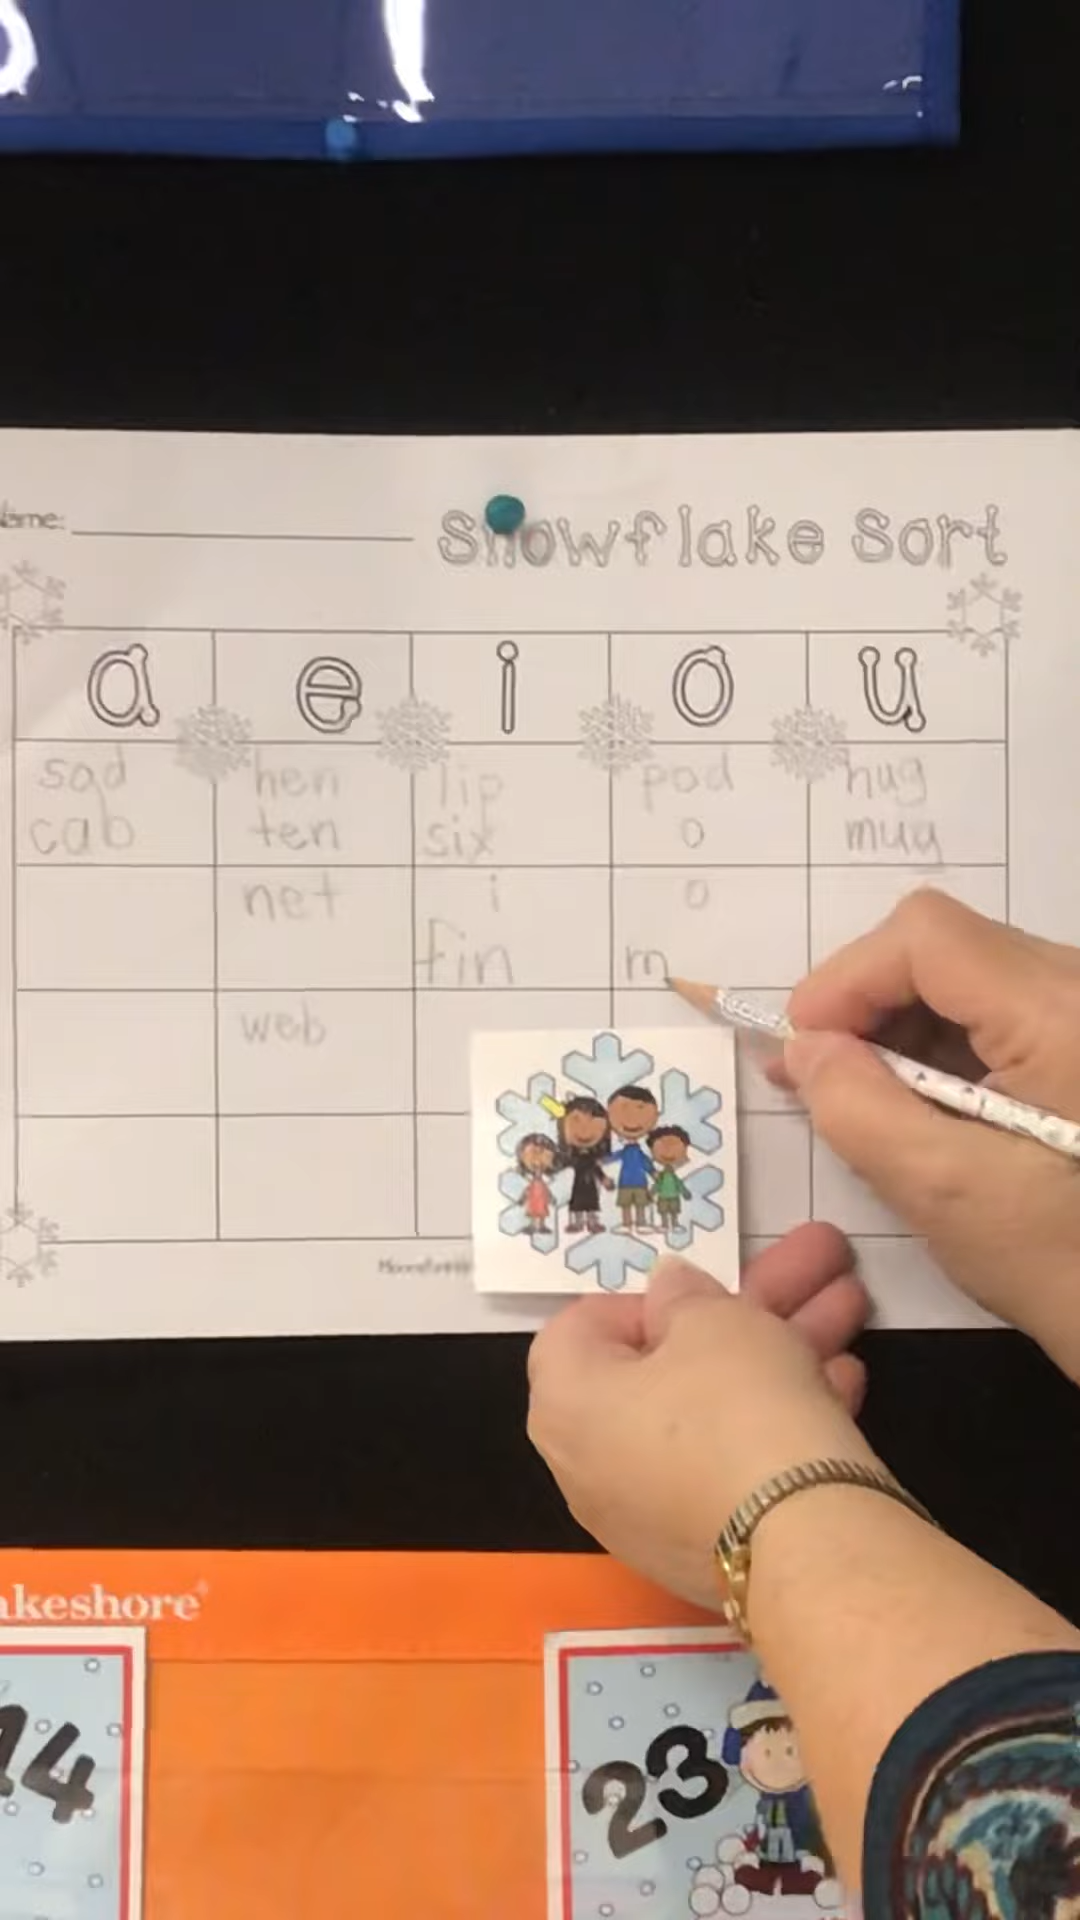 Name:
Snowflake Sort
a e i o u
sad hen lip pod hug
cab ten six o mug
net i o
fin m
web
akeshore
14
23